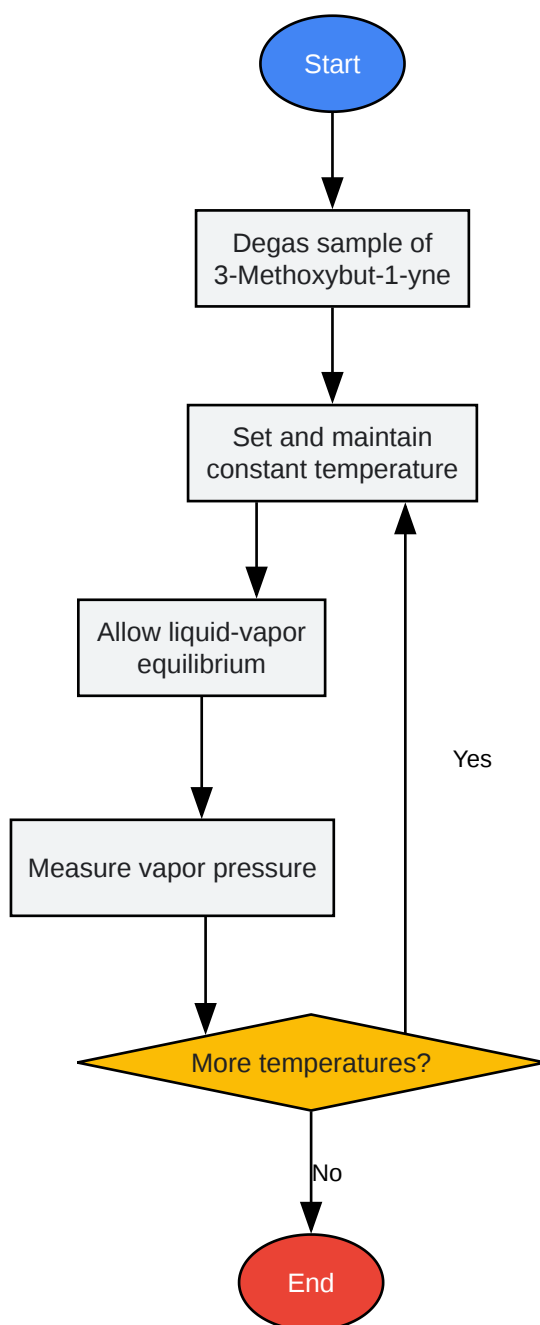 Start
Degas sample of
3-Methoxybut-1-yne
Set and maintain
constant temperature
Allow liquid-vapor
equilibrium
Yes
Measure vapor pressure
More temperatures?
No
End